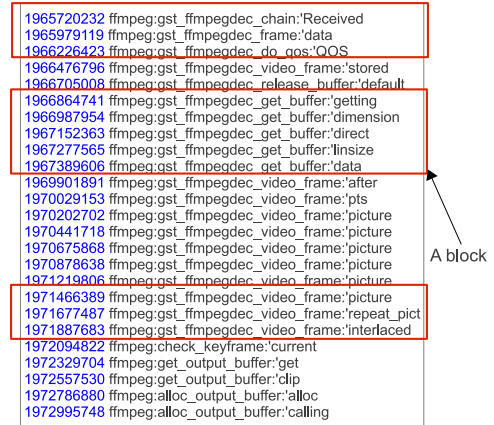 1965720232 ffmpeg:gst_ffmpegdec_chain:'Received
1965979119 ffmpeg:gst_ffmpegdec_frame:'data
1966226423 ffmpeg:gst_ffmpegdec_do_qos:'QOS
1966476796 ffmpeg:gst_ffmpegdec_video_frame:'stored
1966705008 ffmpeg:gst_ffmpegdec_release_buffer:'default
1966864741 ffmpeg:gst_ffmpegdec_get_buffer:'getting
1966987954 ffmpeg:gst_ffmpegdec_get_buffer:'dimension
1967152363 ffmpeg:gst_ffmpegdec_get_buffer:'direct
1967277565 ffmpeg:gst_ffmpegdec_get_buffer:'linsize
1967389606 ffmpeg:gst_ffmpegdec_get_buffer:'data
1969901891 ffmpeg:gst_ffmpegdec_video_frame:'after
1970029153 ffmpeg:gst_ffmpegdec_video_frame:'pts
1970202702 ffmpeg:gst_ffmpegdec_video_frame:'picture
1970441718 ffmpeg:gst_ffmpegdec_video_frame:'picture
1970675868 ffmpeg:gst_ffmpegdec_video_frame:'picture
1970878638 ffmpeg:gst_ffmpegdec_video_frame:'picture
1971219806 ffmpeg:gst_ffmpegdec_video_frame:'picture
1971466389 ffmpeg:gst_ffmpegdec_video_frame:'picture
1971677487 ffmpeg:gst_ffmpegdec_video_frame:'repeat_pict
1971887683 ffmpeg:gst_ffmpegdec_video_frame:'interlaced
1972094822 ffmpeg:check_keyframe:'current
1972329704 ffmpeg:get_output_buffer:'get
1972557530 ffmpeg:get_output_buffer:'clip
1972786880 ffmpeg:alloc_output_buffer:'alloc
1972995748 ffmpeg:alloc_output_buffer:'calling
A block